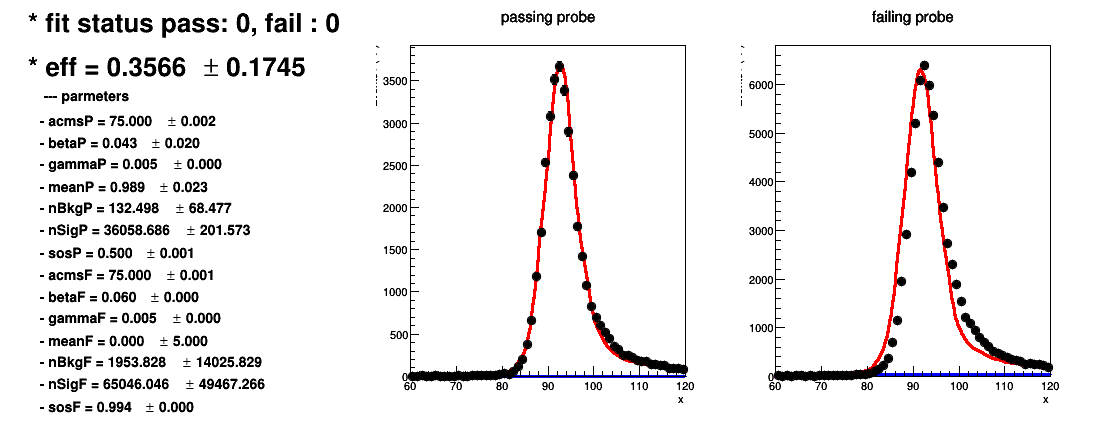 * fit status pass: 0, fail : 0
* eff = 0.3566 ± 0.1745
--- parmeters
- acmsP = 75.000 ± 0.002
- betaP = 0.043 ± 0.020
- gammaP = 0.005 ± 0.000
- meanP = 0.989 ± 0.023
- nBkgP = 132.498 ± 68.477
- nSigP = 36058.686 ± 201.573
- sosP = 0.500 ± 0.001
- acmsF = 75.000 ± 0.001
- betaF = 0.060 ± 0.000
- gammaF = 0.005 ± 0.000
- meanF = 0.000 ± 5.000
- nBkgF = 1953.828 ± 14025.829
- nSigF = 65046.046 ± 49467.266
- sosF = 0.994 ± 0.000
passing probe
3500
3000
2500
2000
1500
1000
500
0
60 70 80 90 100 110 120
x
failing probe
6000
5000
4000
3000
2000
1000
0
60 70 80 90 100 110 120
x